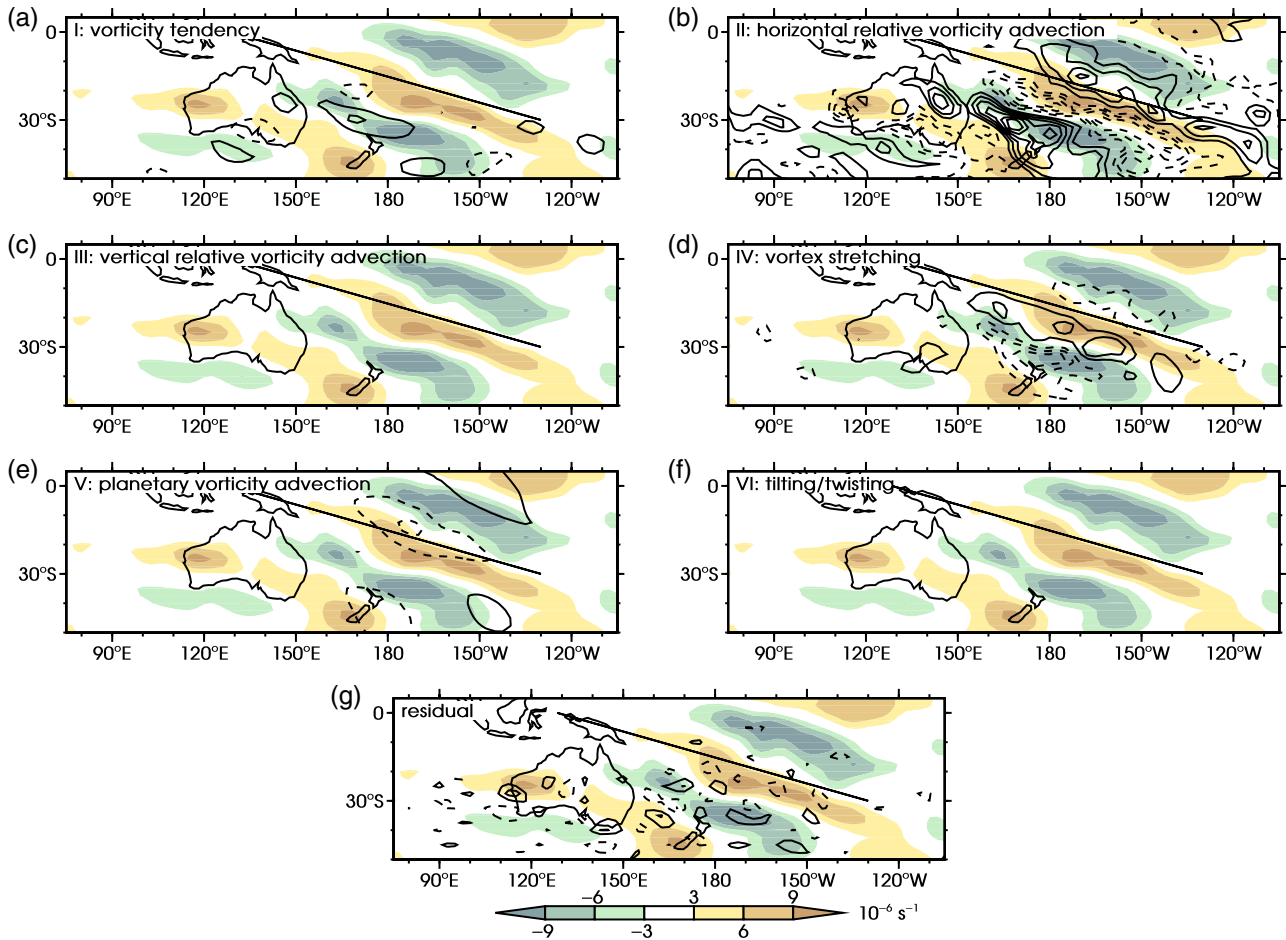 (a)
I: vorticity tendency
0
30°S
90°E 120°E 150°E 180 150°W 120°W
(b)
II: horizontal relative vorticity advection
0
30°S
90°E 120°E 150°E 180 150°W 120°W
(c)
III: vertical relative vorticity advection
0
30°S
90°E 120°E 150°E 180 150°W 120°W
(d)
IV: vortex stretching
0
30°S
90°E 120°E 150°E 180 150°W 120°W
(e)
V: planetary vorticity advection
0
30°S
90°E 120°E 150°E 180 150°W 120°W
(f)
VI: tilting/twisting
0
30°S
90°E 120°E 150°E 180 150°W 120°W
(g)
residual
0
30°S
90°E 120°E 150°E 180 150°W 120°W
−6 3 9
10⁻⁶ s⁻¹
−9 −3 6